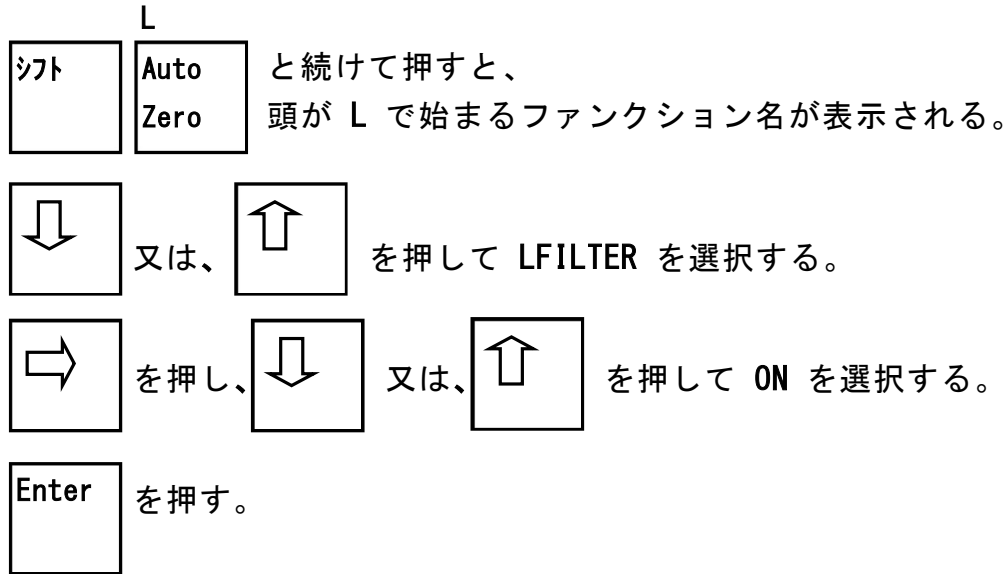 L
ｼﾌﾄ Auto Zero と続けて押すと、
頭が L で始まるファンクション名が表示される。
又は、 を押して LFILTER を選択する。
を押し、 又は、 を押して ON を選択する。
Enter を押す。